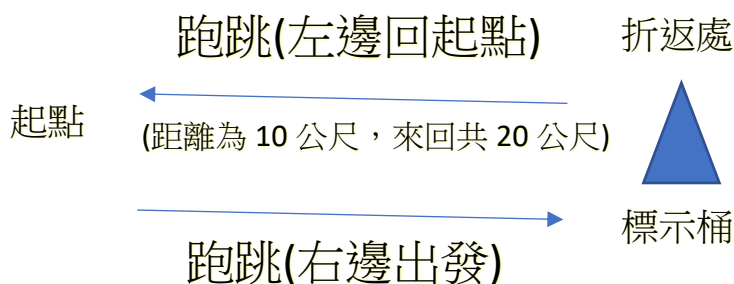 跑跳(左邊回起點)
折返處
起點
(距離為 10 公尺，來回共 20 公尺)
標示桶
跑跳(右邊出發)